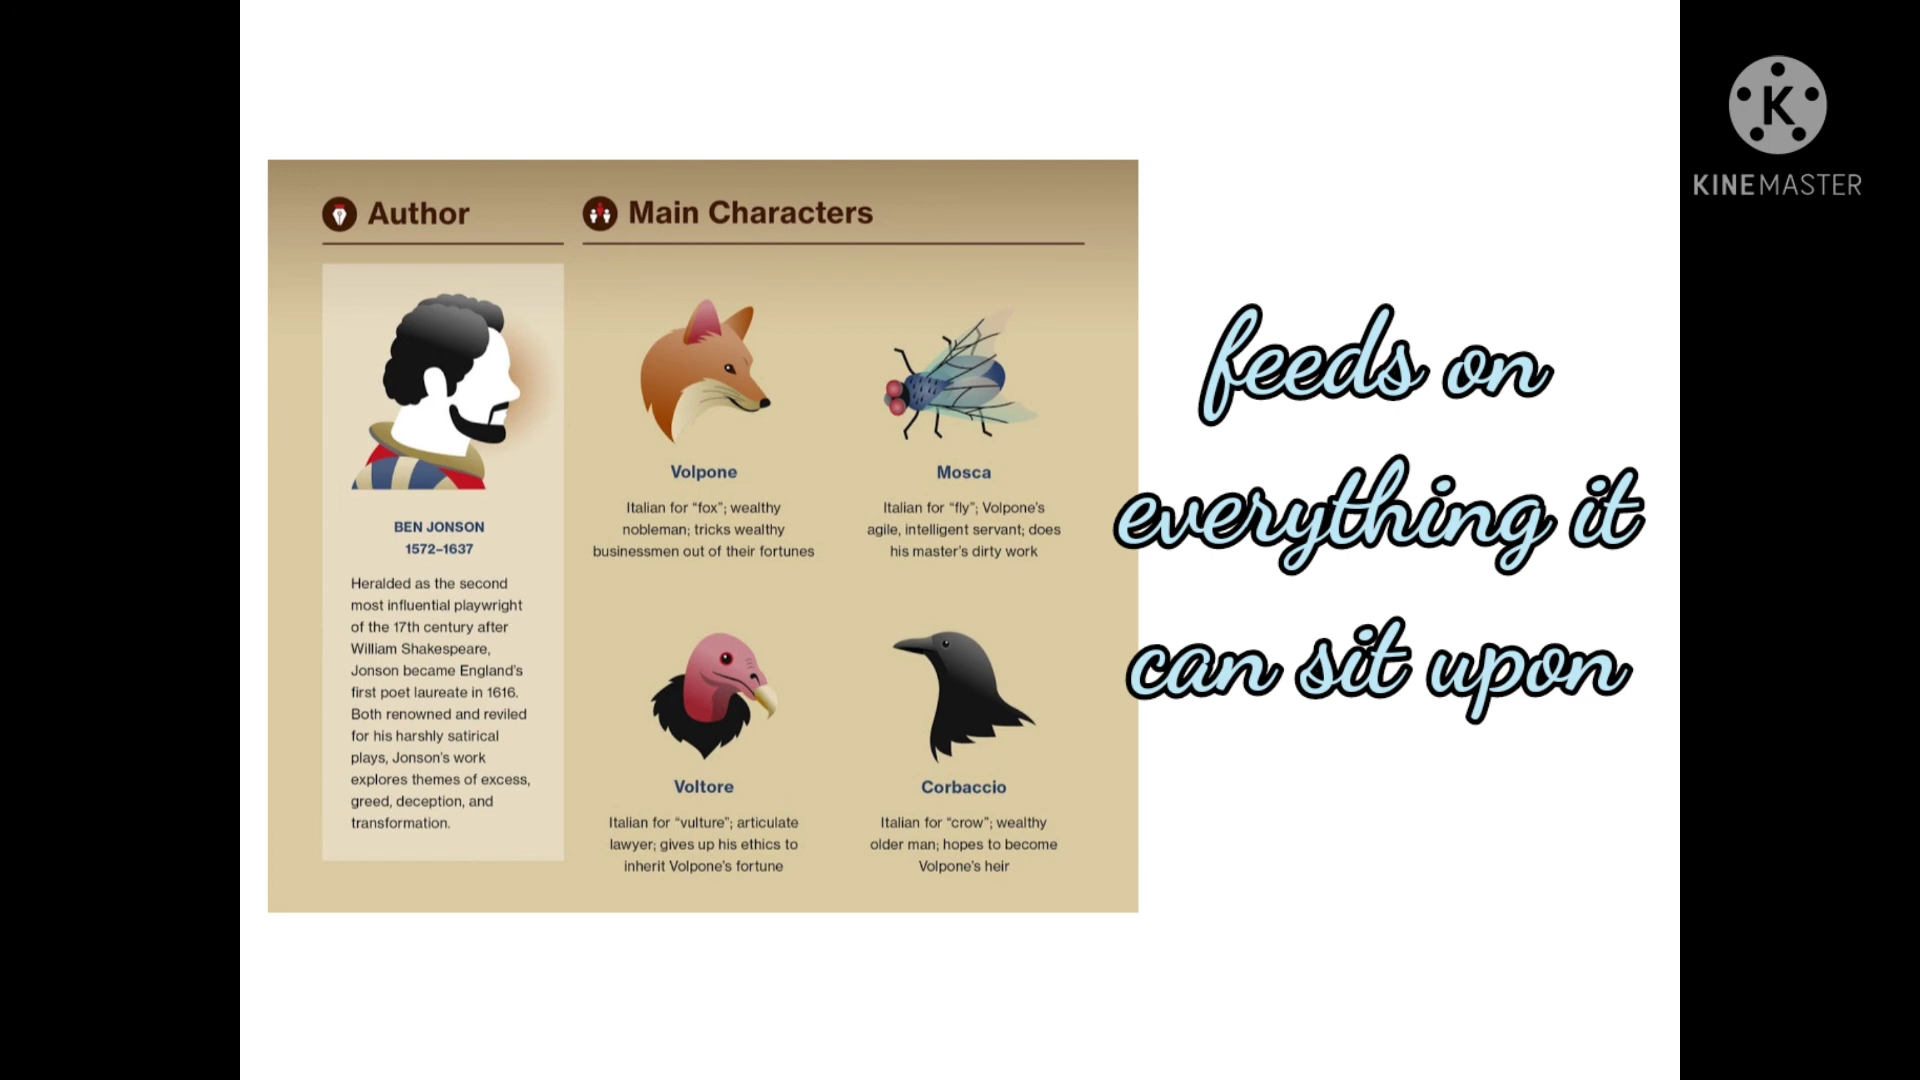 Author
BEN JONSON
1572–1637
Heralded as the second
most influential playwright
of the 17th century after
William Shakespeare,
Jonson became England's
first poet laureate in 1616.
Both renowned and reviled
for his harshly satirical
plays, Jonson's work
explores themes of excess,
greed, deception, and
transformation.
Main Characters
Volpone
Italian for “fox”; wealthy
nobleman; tricks wealthy
businessmen out of their fortunes
Mosca
Italian for “fly”; Volpone's
agile, intelligent servant; does
his master's dirty work
Voltore
Italian for “vulture”; articulate
lawyer; gives up his ethics to
inherit Volpone's fortune
Corbaccio
Italian for “crow”; wealthy
older man; hopes to become
Volpone's heir
feeds on
everything it
can sit upon
K
KINEMASTER